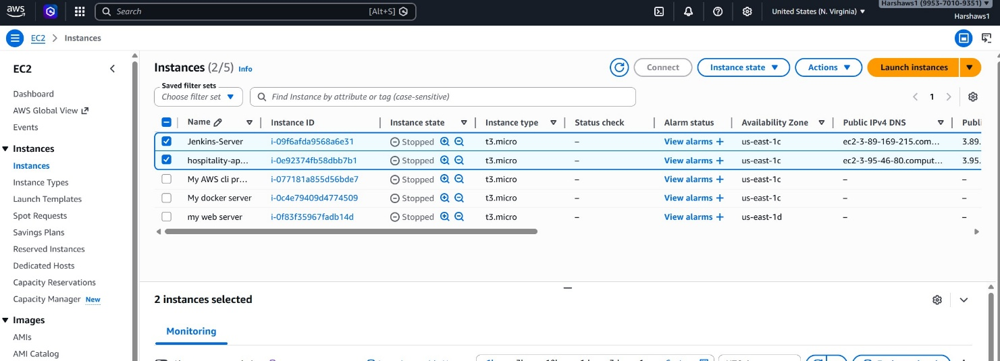 aws Search [Alt+S] United States (N. Virginia) Harshaws1 (9953-7010-9351)
Harshaws1
EC2 Instances
EC2
Dashboard
AWS Global View
Events
Instances
Instances
Instance Types
Launch Templates
Spot Requests
Savings Plans
Reserved Instances
Dedicated Hosts
Capacity Reservations
Capacity Manager New
Images
AMIs
AMI Catalog
Instances (2/5) Info Connect Instance state Actions Launch instances
Saved filter sets
Choose filter set Find Instance by attribute or tag (case-sensitive) 1
Name Instance ID Instance state Instance type Status check Alarm status Availability Zone Public IPv4 DNS
Jenkins-Server i-09f6afda9568a6e31 Stopped t3.micro – View alarms + us-east-1c ec2-3-89-169-215.com... 3.89.
hospitality-ap... i-0e92374fb58dbb7b1 Stopped t3.micro – View alarms + us-east-1c ec2-3-95-46-80.comput... 3.95.
My AWS cli pr... i-077181a855d56bde7 Stopped t3.micro – View alarms + us-east-1c – –
My docker server i-0c4e79409d4774509 Stopped t3.micro – View alarms + us-east-1c – –
my web server i-0f83f35967fadb14d Stopped t3.micro – View alarms + us-east-1d – –
2 instances selected
Monitoring